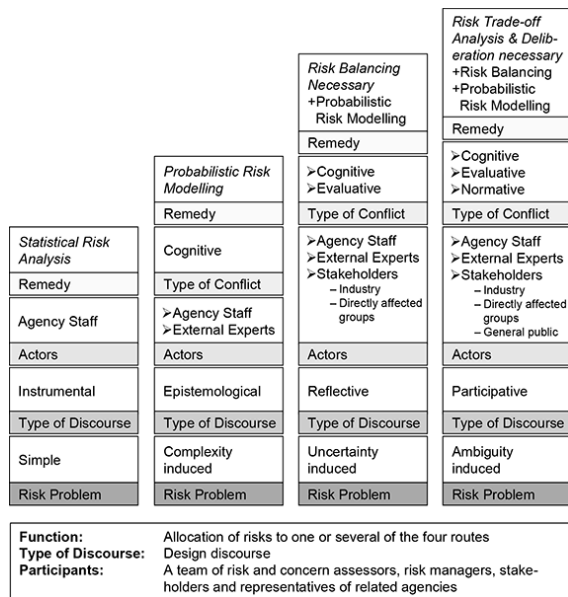 Statistical Risk
Analysis
Remedy
Agency Staff
Actors
Instrumental
Type of Discourse
Simple
Risk Problem
Probabilistic Risk
Modelling
Remedy
Cognitive
Type of Conflict
➢Agency Staff
➢External Experts
Actors
Epistemological
Type of Discourse
Complexity
induced
Risk Problem
Risk Balancing
Necessary
+Probabilistic
Risk Modelling
Remedy
➢Cognitive
➢Evaluative
Type of Conflict
➢Agency Staff
➢External Experts
➢Stakeholders
– Industry
– Directly affected
groups
Actors
Reflective
Type of Discourse
Uncertainty
induced
Risk Problem
Risk Trade-off
Analysis & Delib-
eration necessary
+Risk Balancing
+Probabilistic
Risk Modelling
Remedy
➢Cognitive
➢Evaluative
➢Normative
Type of Conflict
➢Agency Staff
➢External Experts
➢Stakeholders
– Industry
– Directly affected
groups
– General public
Actors
Participative
Type of Discourse
Ambiguity
induced
Risk Problem
Function: Allocation of risks to one or several of the four routes
Type of Discourse: Design discourse
Participants: A team of risk and concern assessors, risk managers, stake-
holders and representatives of related agencies